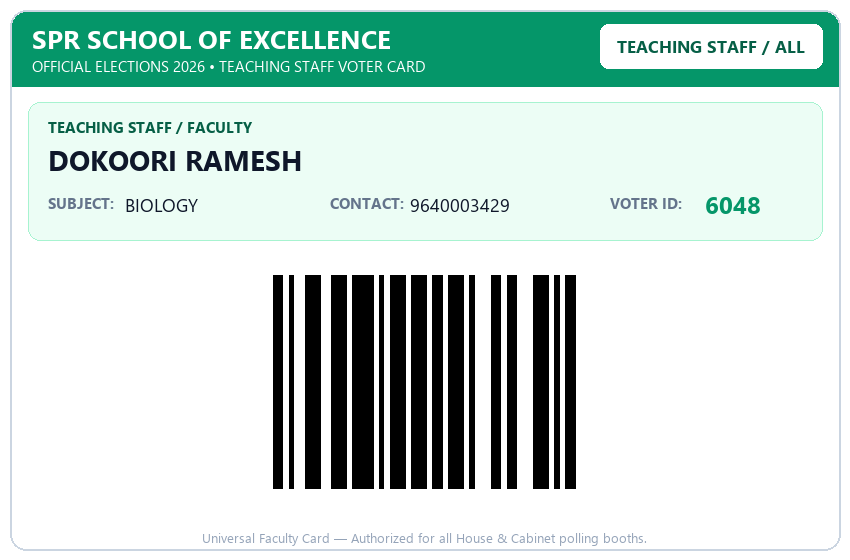 SPR SCHOOL OF EXCELLENCE
OFFICIAL ELECTIONS 2026 • TEACHING STAFF VOTER CARD
TEACHING STAFF / ALL
TEACHING STAFF / FACULTY
DOKOORI RAMESH
SUBJECT: BIOLOGY CONTACT: 9640003429 VOTER ID: 6048
Universal Faculty Card — Authorized for all House & Cabinet polling booths.